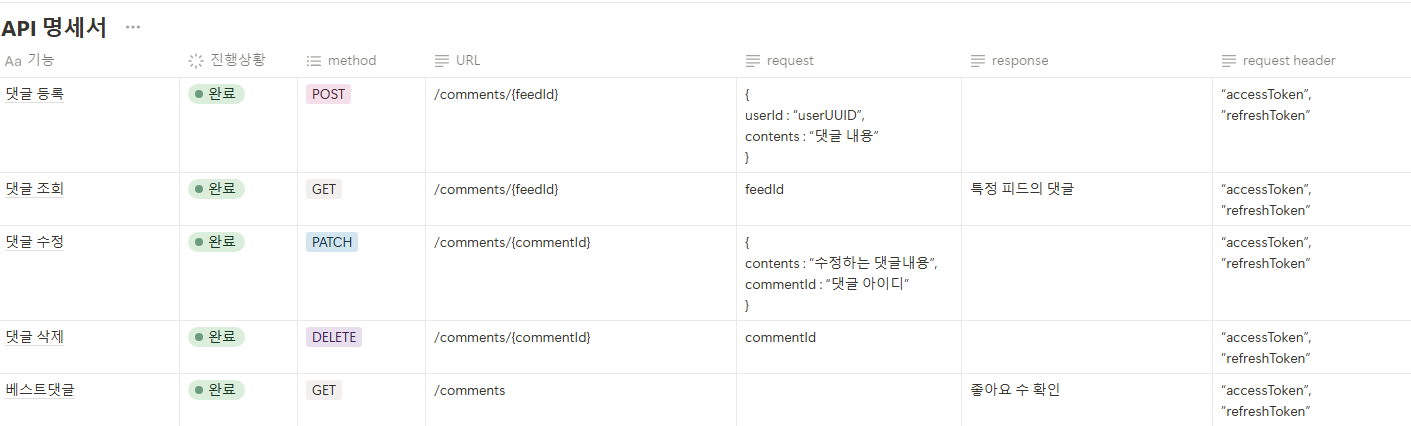 API 명세서 ···
Aa 기능 진행상황 method URL request response request header
댓글 등록 완료 POST /comments/{feedId} { “accessToken”,
userId : “userUUID”, “refreshToken”
contents : “댓글 내용”
}
댓글 조회 완료 GET /comments/{feedId} feedId 특정 피드의 댓글 “accessToken”,
“refreshToken”
댓글 수정 완료 PATCH /comments/{commentId} { “accessToken”,
contents : “수정하는 댓글내용”, “refreshToken”
commentId : “댓글 아이디”
}
댓글 삭제 완료 DELETE /comments/{commentId} commentId “accessToken”,
“refreshToken”
베스트댓글 완료 GET /comments 좋아요 수 확인 “accessToken”,
“refreshToken”